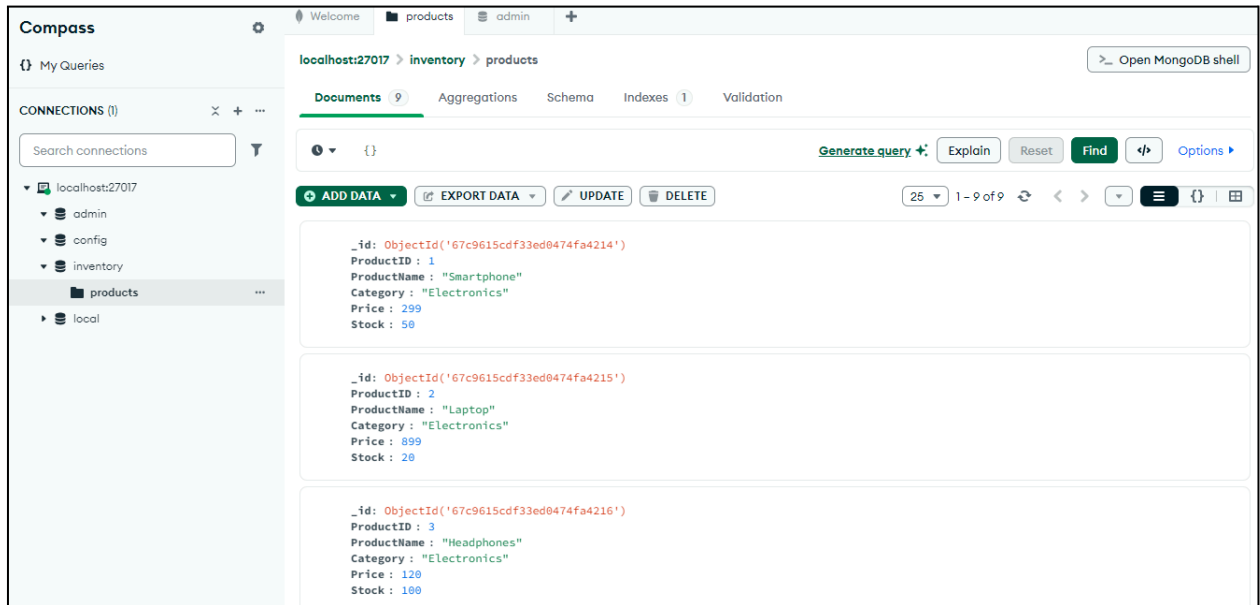 Compass
{} My Queries
CONNECTIONS (1)
Search connections
localhost:27017
admin
config
inventory
products
local
Welcome
products
admin
localhost:27017 > inventory > products
>_ Open MongoDB shell
Documents 9 Aggregations Schema Indexes 1 Validation
{}
Generate query Explain Reset Find </> Options
ADD DATA EXPORT DATA UPDATE DELETE
25 1 – 9 of 9 {}
_id: ObjectId('67c9615cdf33ed0474fa4214')
ProductID : 1
ProductName : "Smartphone"
Category : "Electronics"
Price : 299
Stock : 50
_id: ObjectId('67c9615cdf33ed0474fa4215')
ProductID : 2
ProductName : "Laptop"
Category : "Electronics"
Price : 899
Stock : 20
_id: ObjectId('67c9615cdf33ed0474fa4216')
ProductID : 3
ProductName : "Headphones"
Category : "Electronics"
Price : 120
Stock : 100